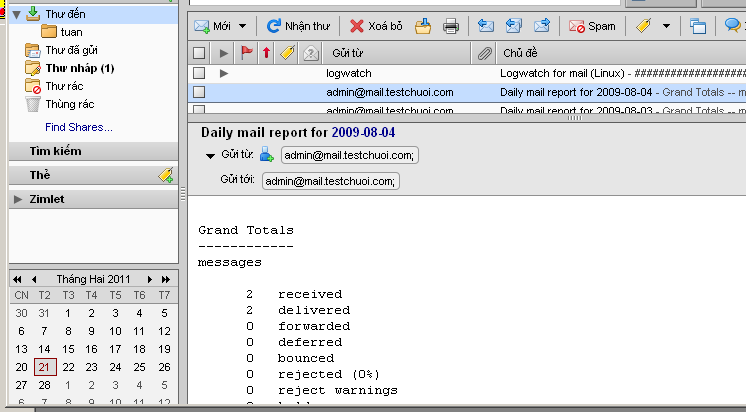 Thư đến
tuan
Thư đã gửi
Thư nháp (1)
Thư rác
Thùng rác
Find Shares...
Tìm kiếm
Thẻ
Zimlet
Tháng Hai 2011
CN T2 T3 T4 T5 T6 T7
30 31 1 2 3 4 5
6 7 8 9 10 11 12
13 14 15 16 17 18 19
20 21 22 23 24 25 26
27 28 1 2 3 4 5
6 7 8 9 10 11 12
Mới Nhận thư Xoá bỏ Spam
Gửi từ Chủ đề
logwatch Logwatch for mail (Linux) - ####################
admin@mail.testchuoi.com Daily mail report for 2009-08-04 - Grand Totals -- m
admin@mail.testchuoi.com Daily mail report for 2009-08-03 - Grand Totals -- m
Daily mail report for 2009-08-04
Gửi từ: admin@mail.testchuoi.com;
Gửi tới: admin@mail.testchuoi.com;
Grand Totals
------------
messages
2 received
2 delivered
0 forwarded
0 deferred
0 bounced
0 rejected (0%)
0 reject warnings